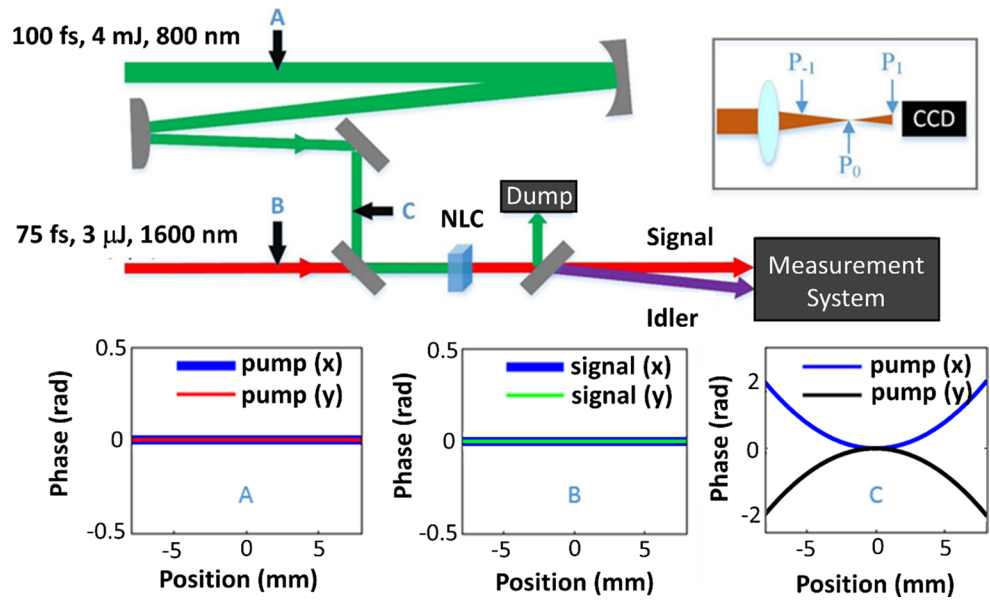 A
100 fs, 4 mJ, 800 nm
P-1
P1
CCD
P0
B
C
NLC
Dump
75 fs, 3 μJ, 1600 nm
Signal
Idler
Measurement
System
0.5
pump (x)
pump (y)
Phase (rad)
0
A
-0.5
-5
0
5
Position (mm)
0.5
signal (x)
signal (y)
Phase (rad)
0
B
-0.5
-5
0
5
Position (mm)
pump (x)
2
pump (y)
Phase (rad)
0
C
-2
-5
0
5
Position (mm)